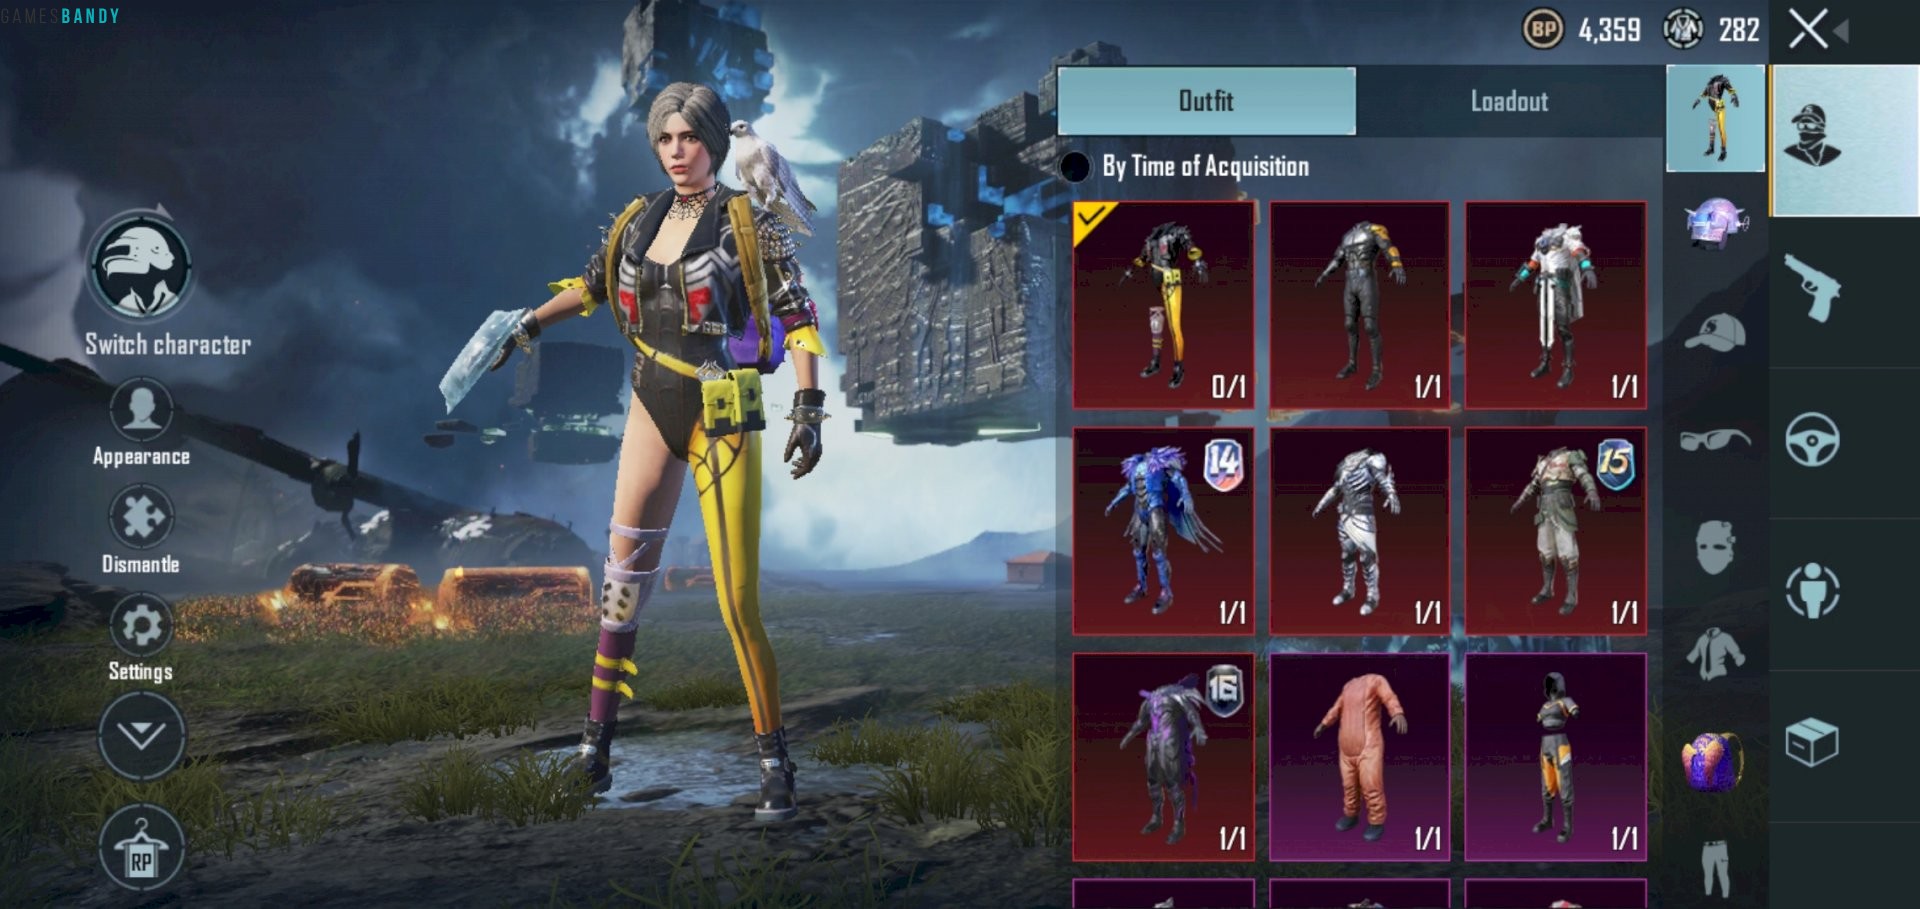 GAMESBANDY
BP 4,359 282
Outfit Loadout
By Time of Acquisition
0/1 1/1 1/1
14 15
1/1 1/1 1/1
16
1/1 1/1 1/1
Switch character
Appearance
Dismantle
Settings
RP